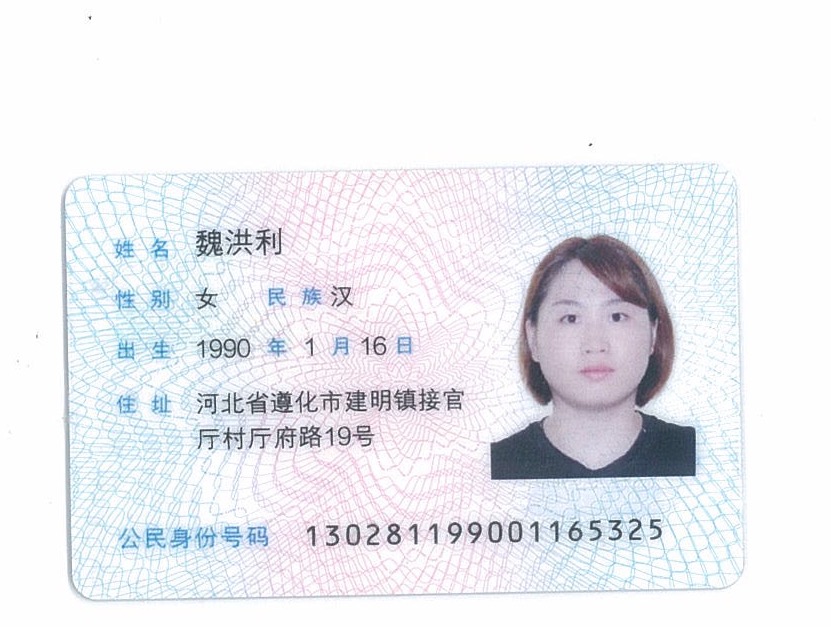 姓名 魏洪利
性别 女 民族 汉
出生 1990 年 1 月 16 日
住址 河北省遵化市建明镇接官
厅村厅府路19号
公民身份号码 130281199001165325